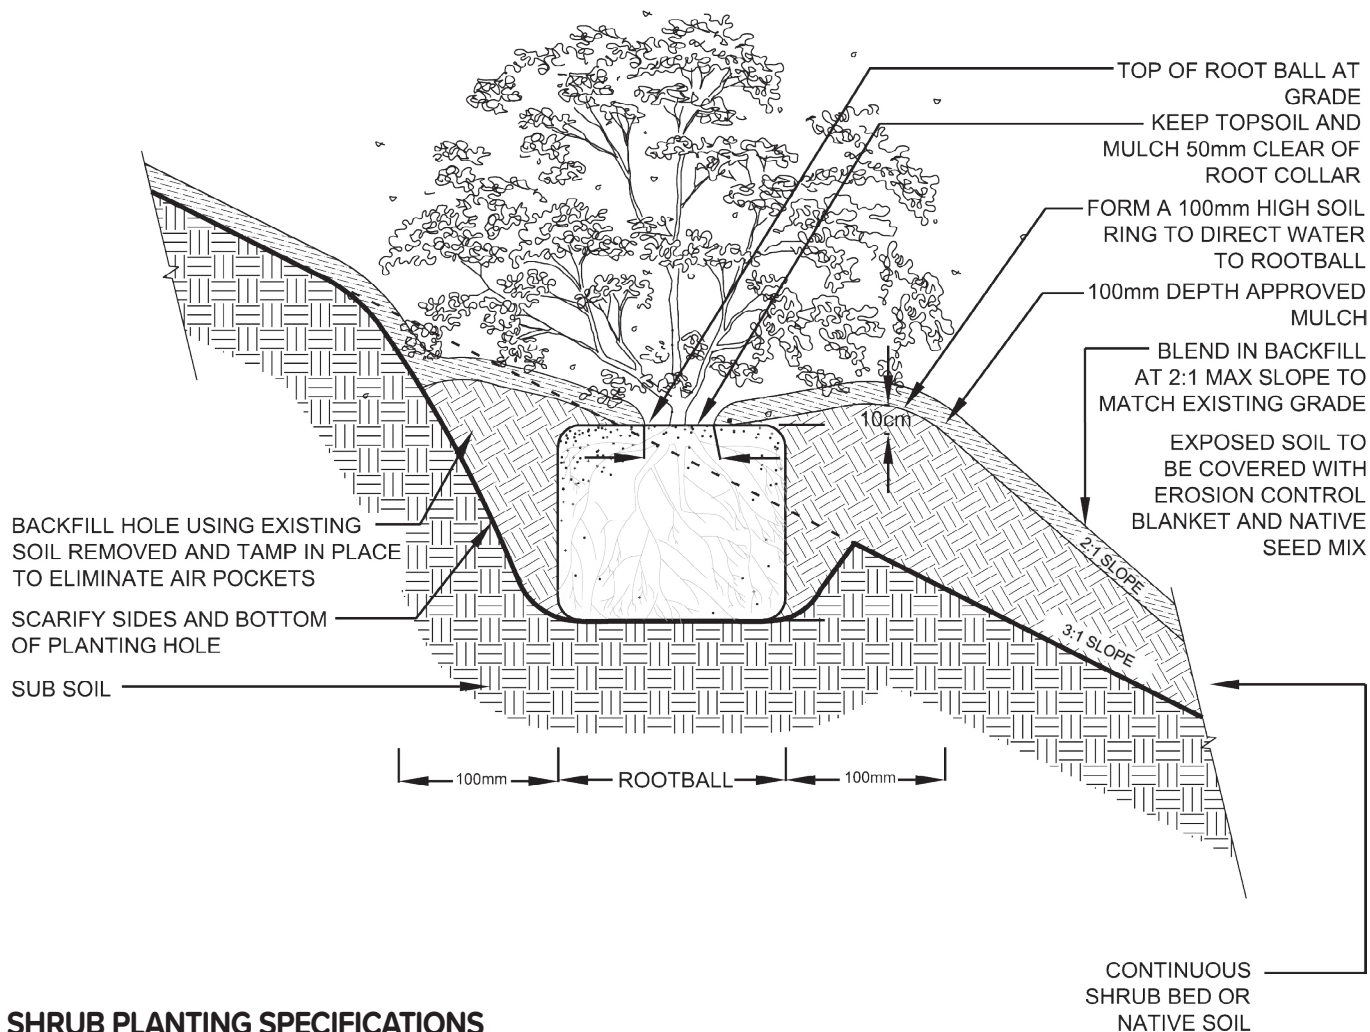 TOP OF ROOT BALL AT
GRADE
KEEP TOPSOIL AND
MULCH 50mm CLEAR OF
ROOT COLLAR
FORM A 100mm HIGH SOIL
RING TO DIRECT WATER
TO ROOTBALL
100mm DEPTH APPROVED
MULCH
BLEND IN BACKFILL
AT 2:1 MAX SLOPE TO
MATCH EXISTING GRADE
EXPOSED SOIL TO
BE COVERED WITH
EROSION CONTROL
BLANKET AND NATIVE
SEED MIX
10cm
2:1 SLOPE
3:1 SLOPE
BACKFILL HOLE USING EXISTING
SOIL REMOVED AND TAMP IN PLACE
TO ELIMINATE AIR POCKETS
SCARIFY SIDES AND BOTTOM
OF PLANTING HOLE
SUB SOIL
100mm
ROOTBALL
100mm
CONTINUOUS
SHRUB BED OR
NATIVE SOIL
SHRUB PLANTING SPECIFICATIONS